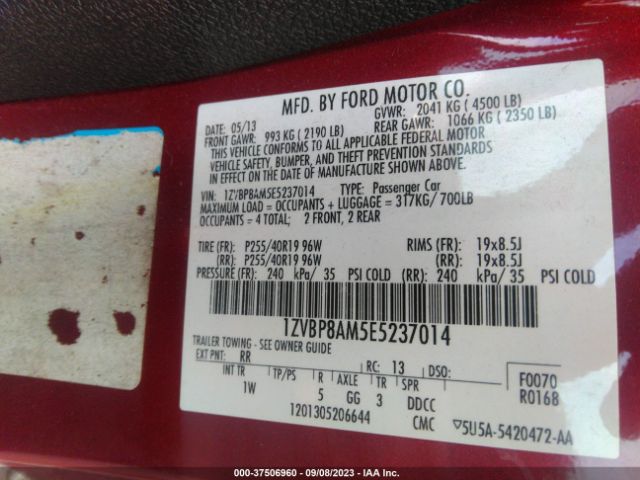 MFD. BY FORD MOTOR CO.
DATE: 05/13 GVWR: 2041 KG (4500 LB)
FRONT GAWR: 993 KG (2190 LB) REAR GAWR: 1066 KG (2350 LB)
THIS VEHICLE CONFORMS TO ALL APPLICABLE FEDERAL MOTOR
VEHICLE SAFETY, BUMPER, AND THEFT PREVENTION STANDARDS
IN EFFECT ON THE DATE OF MANUFACTURE SHOWN ABOVE.
VIN: 1ZVBP8AM5E5237014 TYPE: Passenger Car
MAXIMUM LOAD = OCCUPANTS + LUGGAGE = 317KG/700LB
OCCUPANTS = 4 TOTAL; 2 FRONT, 2 REAR
TIRE (FR): P255/40R19 96W RIMS (FR): 19x8.5J
(RR): P255/40R19 96W (RR): 19x8.5J
PRESSURE (FR): 240 kPa/ 35 PSI COLD (RR): 240 kPa/ 35 PSI COLD
1ZVBP8AM5E5237014
TRAILER TOWING - SEE OWNER GUIDE
EXT PNT: RR RC: 13 DSO: F0070
INT TR TP/PS R AXLE TR SPR R0168
1W 5 GG 3 DDCC
1201305206644 CMC ▽5U5A-5420472-AA
000-37506960 - 09/08/2023 - IAA Inc.